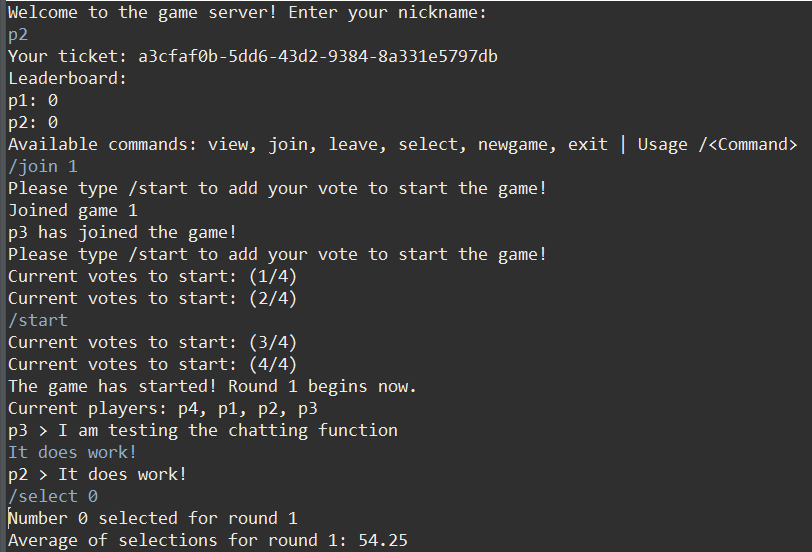 Welcome to the game server! Enter your nickname:
p2
Your ticket: a3cfaf0b-5dd6-43d2-9384-8a331e5797db
Leaderboard:
p1: 0
p2: 0
Available commands: view, join, leave, select, newgame, exit | Usage /<Command>
/join 1
Please type /start to add your vote to start the game!
Joined game 1
p3 has joined the game!
Please type /start to add your vote to start the game!
Current votes to start: (1/4)
Current votes to start: (2/4)
/start
Current votes to start: (3/4)
Current votes to start: (4/4)
The game has started! Round 1 begins now.
Current players: p4, p1, p2, p3
p3 > I am testing the chatting function
It does work!
p2 > It does work!
/select 0
Number 0 selected for round 1
Average of selections for round 1: 54.25